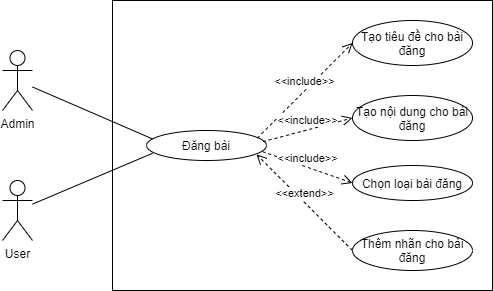 Tạo tiêu đề cho bài
đăng
<<include>>
Admin
Tạo nội dung cho bài
đăng
<<include>>
Đăng bài
<<include>>
Chọn loại bài đăng
<<extend>>
User
Thêm nhãn cho bài
đăng